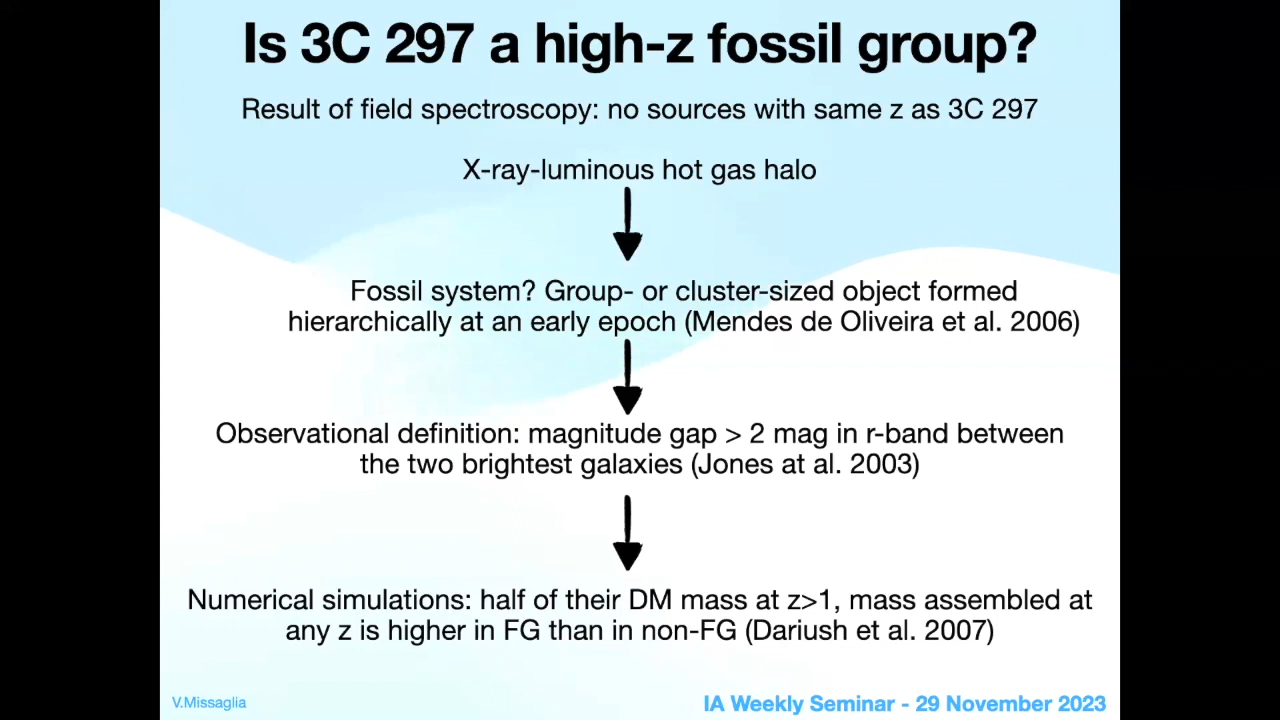 Is 3C 297 a high-z fossil group?
Result of field spectroscopy: no sources with same z as 3C 297
X-ray-luminous hot gas halo
Fossil system? Group- or cluster-sized object formed
hierarchically at an early epoch (Mendes de Oliveira et al. 2006)
Observational definition: magnitude gap > 2 mag in r-band between
the two brightest galaxies (Jones at al. 2003)
Numerical simulations: half of their DM mass at z>1, mass assembled at
any z is higher in FG than in non-FG (Dariush et al. 2007)
V.Missaglia
IA Weekly Seminar - 29 November 2023